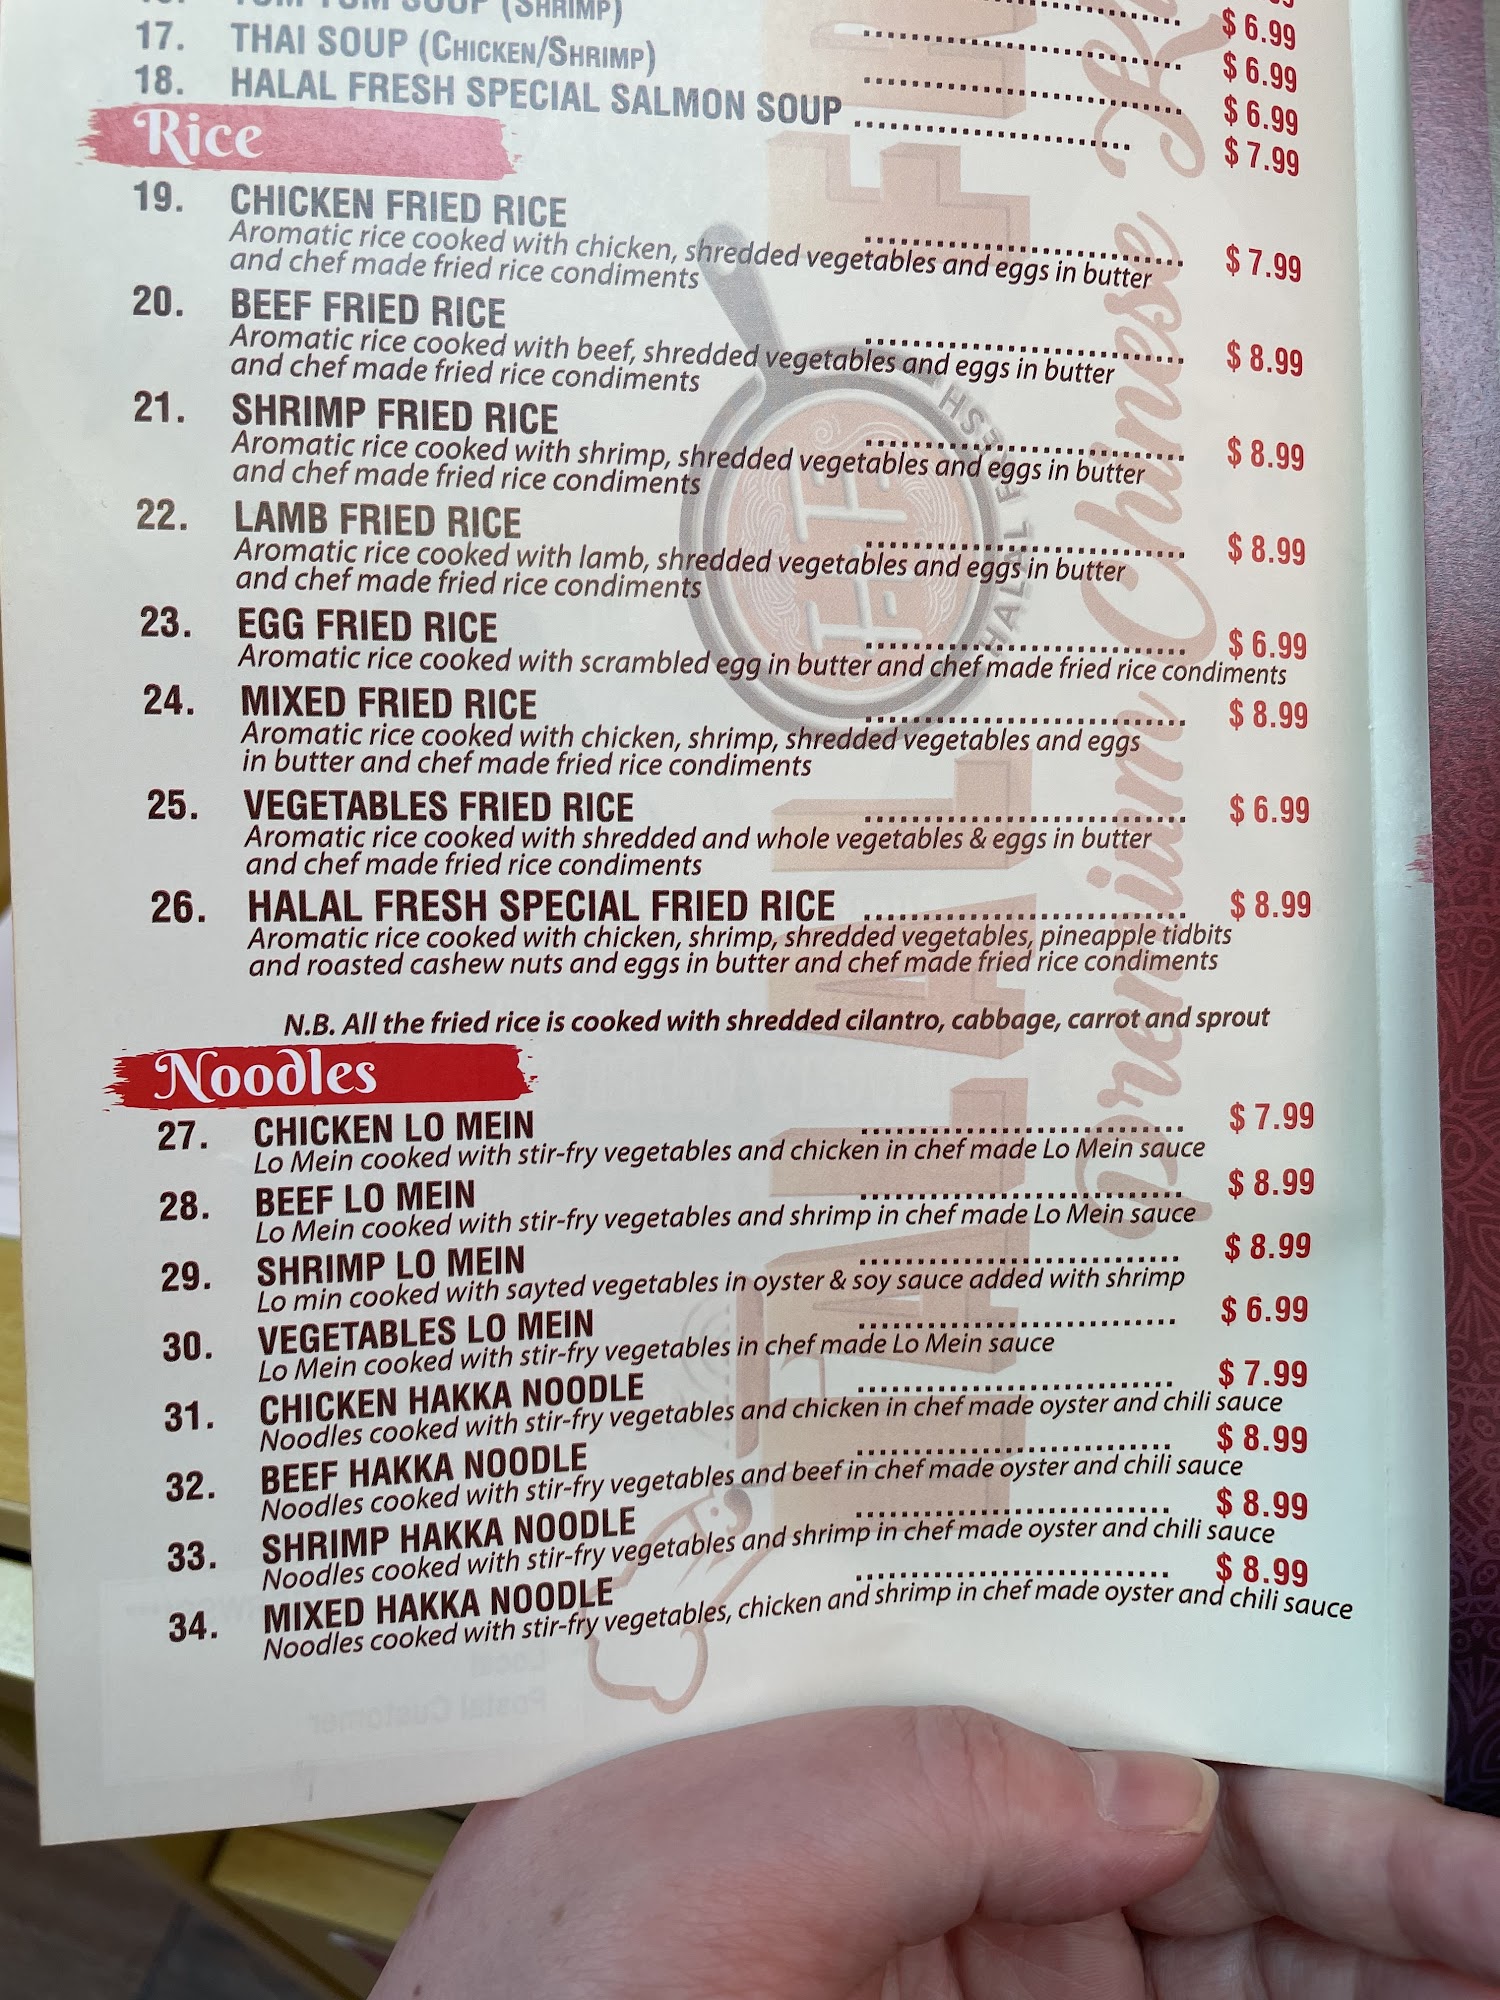 TOM YUM SOUP (SHRIMP) $ 6.99
17. THAI SOUP (CHICKEN/SHRIMP) ........ $ 6.99
18. HALAL FRESH SPECIAL SALMON SOUP ........ $ 6.99
$ 7.99
Rice
19. CHICKEN FRIED RICE ........ $ 7.99
Aromatic rice cooked with chicken, shredded vegetables and eggs in butter
and chef made fried rice condiments
20. BEEF FRIED RICE ........ $ 8.99
Aromatic rice cooked with beef, shredded vegetables and eggs in butter
and chef made fried rice condiments
21. SHRIMP FRIED RICE ........ $ 8.99
Aromatic rice cooked with shrimp, shredded vegetables and eggs in butter
and chef made fried rice condiments
22. LAMB FRIED RICE ........ $ 8.99
Aromatic rice cooked with lamb, shredded vegetables and eggs in butter
and chef made fried rice condiments
23. EGG FRIED RICE ........ $ 6.99
Aromatic rice cooked with scrambled egg in butter and chef made fried rice condiments
24. MIXED FRIED RICE ........ $ 8.99
Aromatic rice cooked with chicken, shrimp, shredded vegetables and eggs
in butter and chef made fried rice condiments
25. VEGETABLES FRIED RICE ........ $ 6.99
Aromatic rice cooked with shredded and whole vegetables & eggs in butter
and chef made fried rice condiments
26. HALAL FRESH SPECIAL FRIED RICE ........ $ 8.99
Aromatic rice cooked with chicken, shrimp, shredded vegetables, pineapple tidbits
and roasted cashew nuts and eggs in butter and chef made fried rice condiments
N.B. All the fried rice is cooked with shredded cilantro, cabbage, carrot and sprout
Noodles
27. CHICKEN LO MEIN ........ $ 7.99
Lo Mein cooked with stir-fry vegetables and chicken in chef made Lo Mein sauce
28. BEEF LO MEIN ........ $ 8.99
Lo Mein cooked with stir-fry vegetables and shrimp in chef made Lo Mein sauce
29. SHRIMP LO MEIN ........ $ 8.99
Lo min cooked with sayted vegetables in oyster & soy sauce added with shrimp
30. VEGETABLES LO MEIN ........ $ 6.99
Lo Mein cooked with stir-fry vegetables in chef made Lo Mein sauce
31. CHICKEN HAKKA NOODLE ........ $ 7.99
Noodles cooked with stir-fry vegetables and chicken in chef made oyster and chili sauce
32. BEEF HAKKA NOODLE ........ $ 8.99
Noodles cooked with stir-fry vegetables and beef in chef made oyster and chili sauce
33. SHRIMP HAKKA NOODLE ........ $ 8.99
Noodles cooked with stir-fry vegetables and shrimp in chef made oyster and chili sauce
34. MIXED HAKKA NOODLE ........ $ 8.99
Noodles cooked with stir-fry vegetables, chicken and shrimp in chef made oyster and chili sauce
HALAL
Premium Chinese
HALAL FRESH
Local
Postal Customer